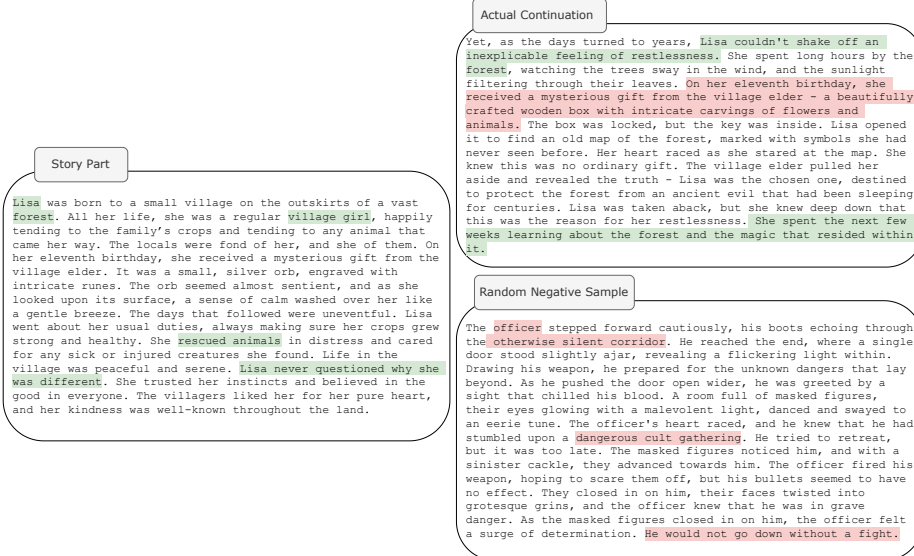 Story Part
Lisa was born to a small village on the outskirts of a vast
forest. All her life, she was a regular village girl, happily
tending to the family’s crops and tending to any animal that
came her way. The locals were fond of her, and she of them. On
her eleventh birthday, she received a mysterious gift from the
village elder. It was a small, silver orb, engraved with
intricate runes. The orb seemed almost sentient, and as she
looked upon its surface, a sense of calm washed over her like
a gentle breeze. The days that followed were uneventful. Lisa
went about her usual duties, always making sure her crops grew
strong and healthy. She rescued animals in distress and cared
for any sick or injured creatures she found. Life in the
village was peaceful and serene. Lisa never questioned why she
was different. She trusted her instincts and believed in the
good in everyone. The villagers liked her for her pure heart,
and her kindness was well-known throughout the land.
Actual Continuation
Yet, as the days turned to years, Lisa couldn't shake off an
inexplicable feeling of restlessness. She spent long hours by the
forest, watching the trees sway in the wind, and the sunlight
filtering through their leaves. On her eleventh birthday, she
received a mysterious gift from the village elder - a beautifully
crafted wooden box with intricate carvings of flowers and
animals. The box was locked, but the key was inside. Lisa opened
it to find an old map of the forest, marked with symbols she had
never seen before. Her heart raced as she stared at the map. She
knew this was no ordinary gift. The village elder pulled her
aside and revealed the truth - Lisa was the chosen one, destined
to protect the forest from an ancient evil that had been sleeping
for centuries. Lisa was taken aback, but she knew deep down that
this was the reason for her restlessness. She spent the next few
weeks learning about the forest and the magic that resided within
it.
Random Negative Sample
The officer stepped forward cautiously, his boots echoing through
the otherwise silent corridor. He reached the end, where a single
door stood slightly ajar, revealing a flickering light within.
Drawing his weapon, he prepared for the unknown dangers that lay
beyond. As he pushed the door open wider, he was greeted by a
sight that chilled his blood. A room full of masked figures,
their eyes glowing with a malevolent light, danced and swayed to
an eerie tune. The officer's heart raced, and he knew that he had
stumbled upon a dangerous cult gathering. He tried to retreat,
but it was too late. The masked figures noticed him, and with a
sinister cackle, they advanced towards him. The officer fired his
weapon, hoping to scare them off, but his bullets seemed to have
no effect. They closed in on him, their faces twisted into
grotesque grins, and the officer knew that he was in grave
danger. As the masked figures closed in on him, the officer felt
a surge of determination. He would not go down without a fight.